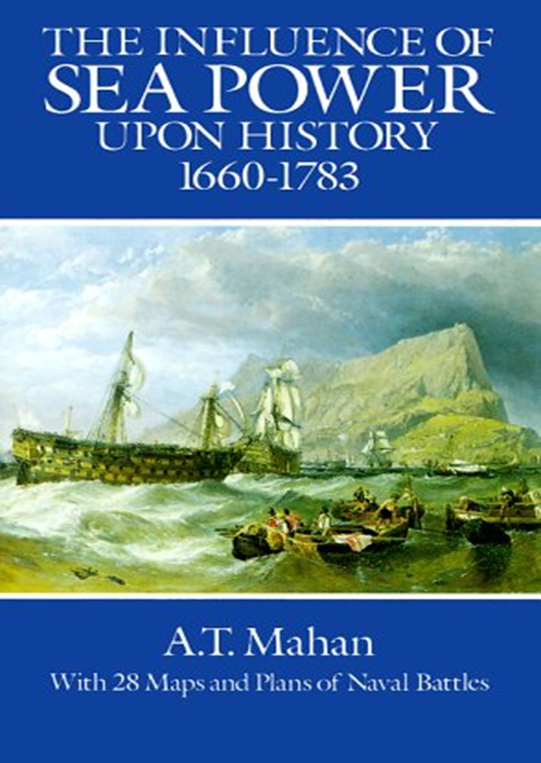 THE INFLUENCE OF
SEA POWER
UPON HISTORY
1660-1783
A.T. Mahan
With 28 Maps and Plans of Naval Battles